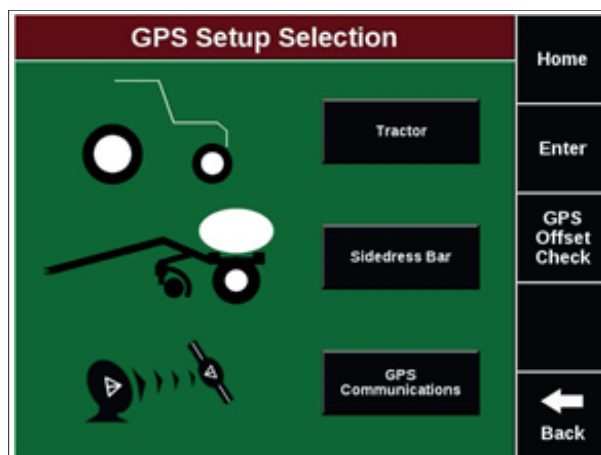 GPS Setup Selection
Home
Tractor
Enter
GPS
Offset
Check
Sidedress Bar
GPS
Communications
Back